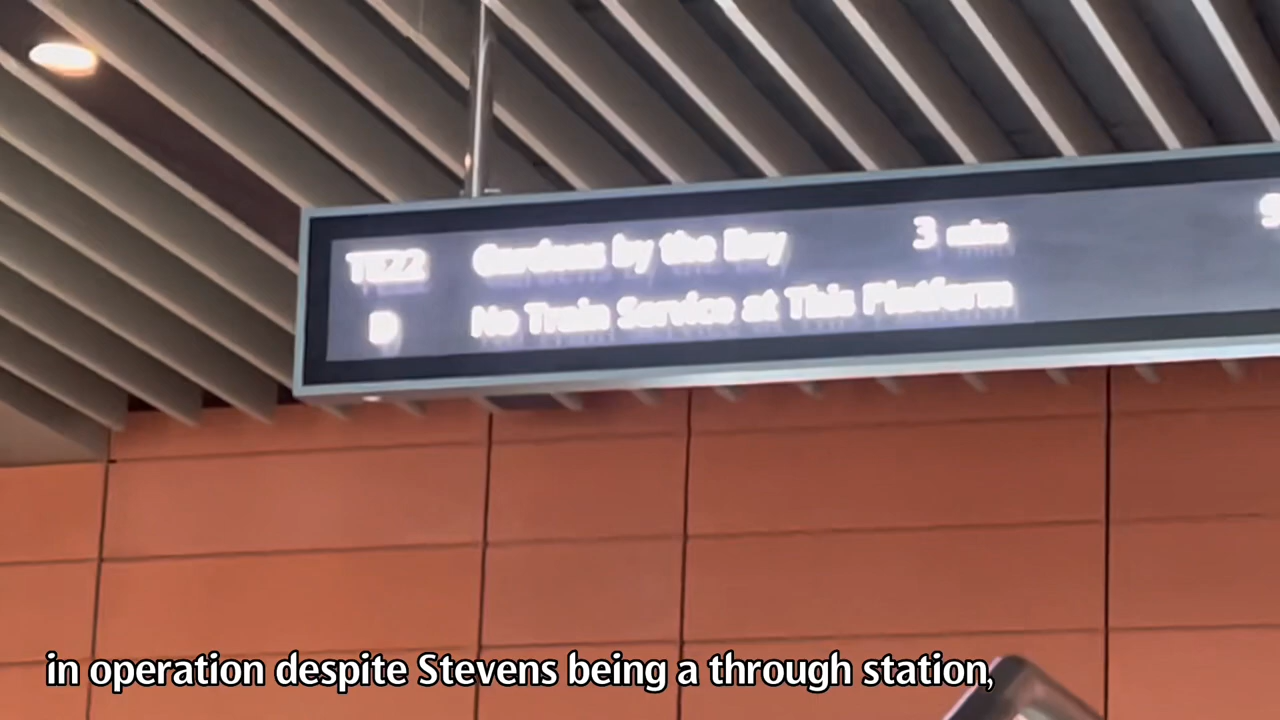 TE22 Gardens by the Bay 3 mins
B No Train Service at This Platform
in operation despite Stevens being a through station,